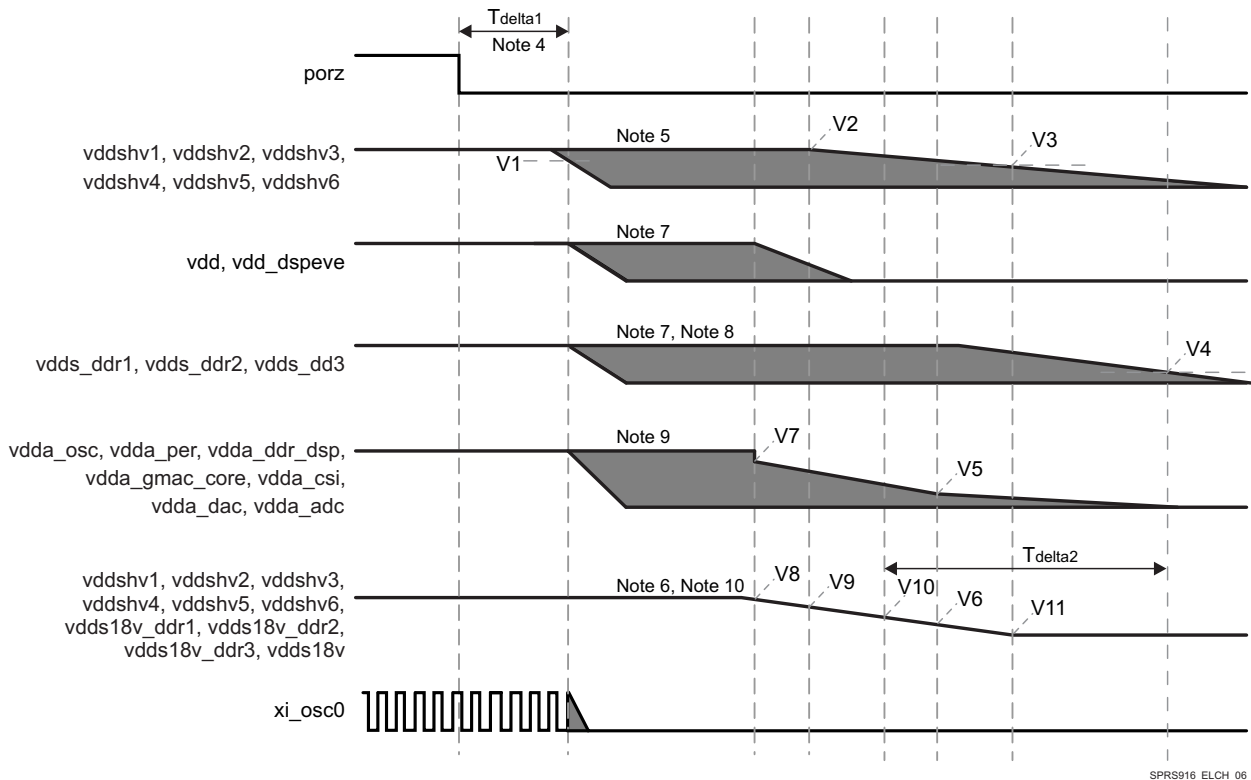 Tdelta1
Note 4
porz
Note 5
V2
V3
V1
vddshv1, vddshv2, vddshv3,
vddshv4, vddshv5, vddshv6
Note 7
vdd, vdd_dspeve
Note 7, Note 8
V4
vdds_ddr1, vdds_ddr2, vdds_dd3
Note 9
V7
V5
vdda_osc, vdda_per, vdda_ddr_dsp,
vdda_gmac_core, vdda_csi,
vdda_dac, vdda_adc
Tdelta2
Note 6, Note 10
V8
V9
V10
V6
V11
vddshv1, vddshv2, vddshv3,
vddshv4, vddshv5, vddshv6,
vdds18v_ddr1, vdds18v_ddr2,
vdds18v_ddr3, vdds18v
xi_osc0
SPRS916_ELCH_06